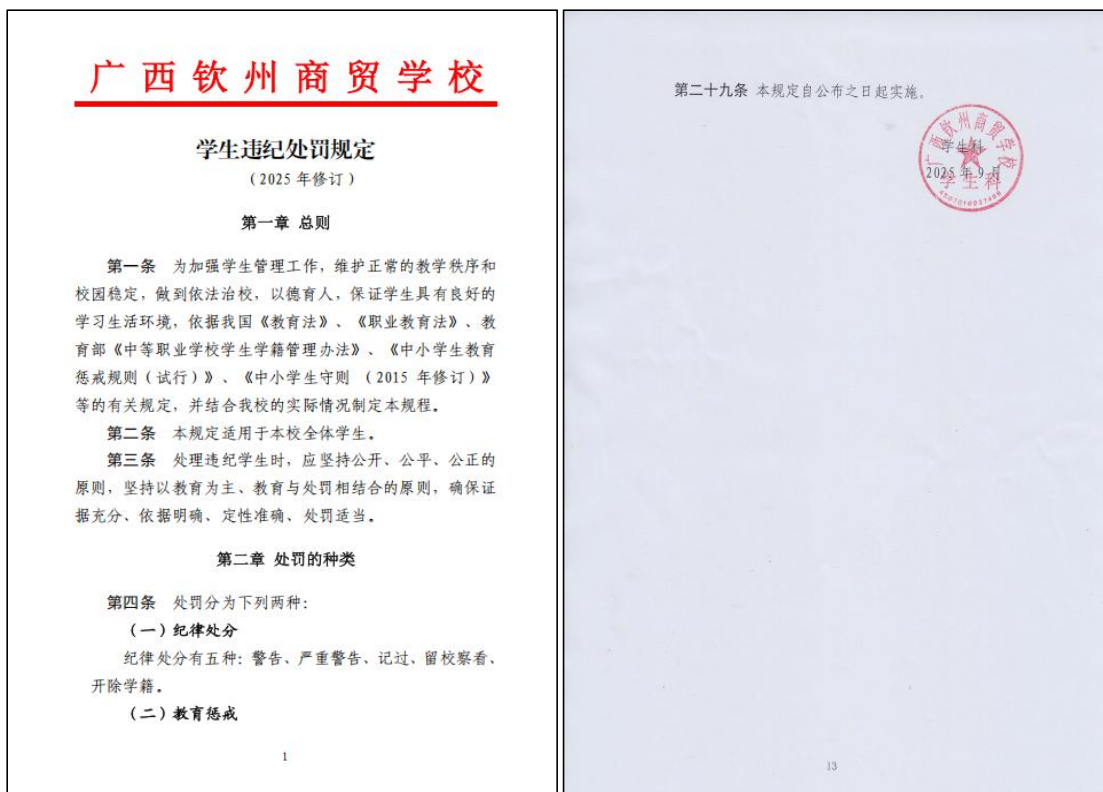 广西钦州商贸学校
学生违纪处罚规定
（2025 年修订）
第一章 总则
第一条 为加强学生管理工作，维护正常的教学秩序和
校园稳定，做到依法治校，以德育人，保证学生具有良好的
学习生活环境，依据我国《教育法》、《职业教育法》、教
育部《中等职业学校学生学籍管理办法》、《中小学生教育
惩戒规则（试行）》、《中小学生守则 （2015 年修订）》
等的有关规定，并结合我校的实际情况制定本规程。
第二条 本规定适用于本校全体学生。
第三条 处理违纪学生时，应坚持公开、公平、公正的
原则，坚持以教育为主、教育与处罚相结合的原则，确保证
据充分、依据明确、定性准确、处罚适当。
第二章 处罚的种类
第四条 处罚分为下列两种：
（一）纪律处分
纪律处分有五种：警告、严重警告、记过、留校察看、
开除学籍。
（二）教育惩戒
1
第二十九条 本规定自公布之日起实施。
广西钦州商贸学校
学生科
2025 年 9 月
学生科
13